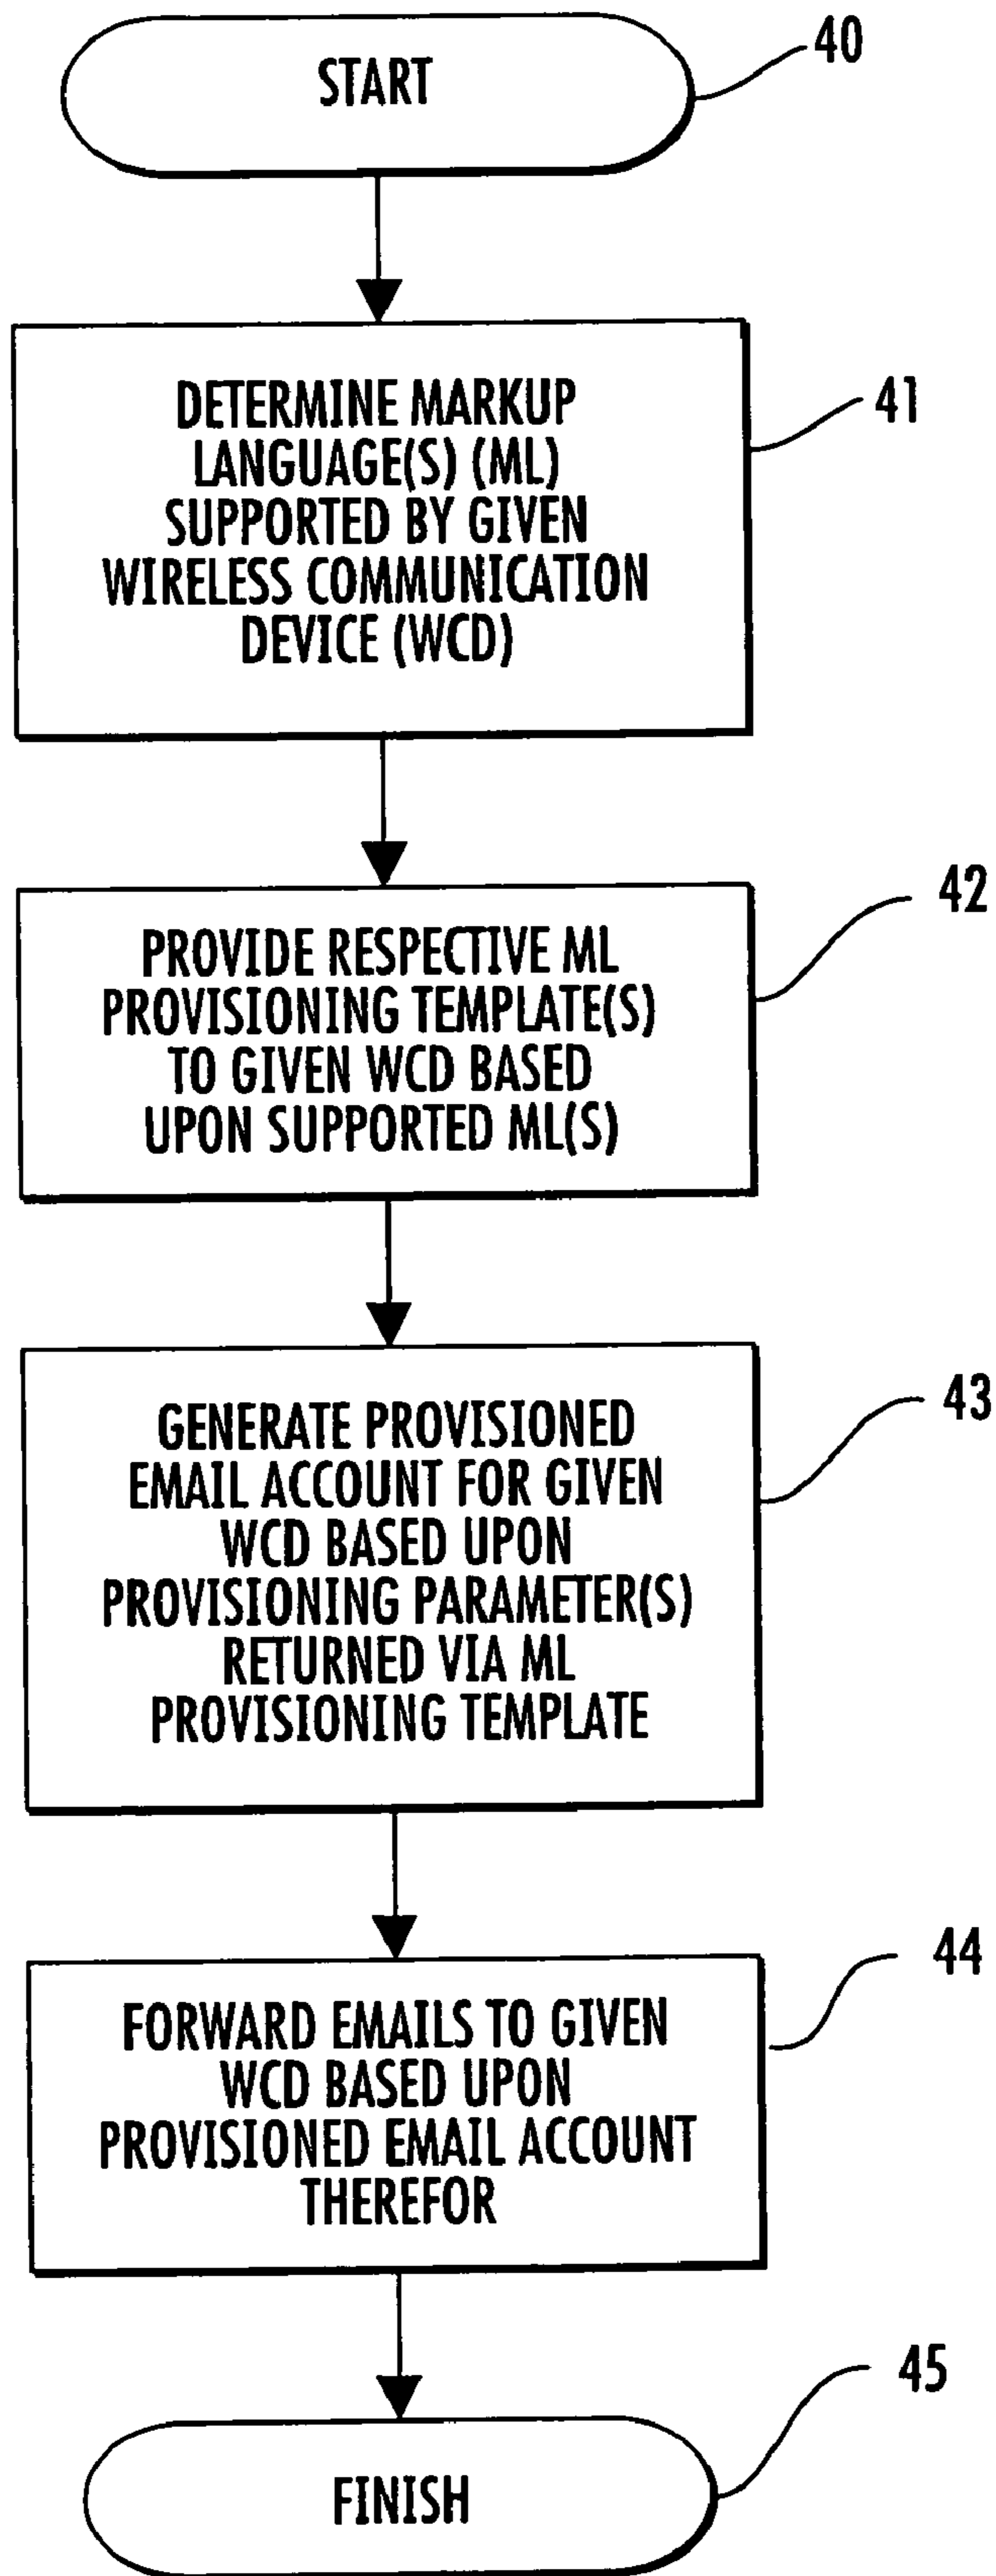 START
40
DETERMINE MARKUP
LANGUAGE(S) (ML)
SUPPORTED BY GIVEN
WIRELESS COMMUNICATION
DEVICE (WCD)
41
PROVIDE RESPECTIVE ML
PROVISIONING TEMPLATE(S)
TO GIVEN WCD BASED
UPON SUPPORTED ML(S)
42
GENERATE PROVISIONED
EMAIL ACCOUNT FOR GIVEN
WCD BASED UPON
PROVISIONING PARAMETER(S)
RETURNED VIA ML
PROVISIONING TEMPLATE
43
FORWARD EMAILS TO GIVEN
WCD BASED UPON
PROVISIONED EMAIL ACCOUNT
THEREFOR
44
FINISH
45